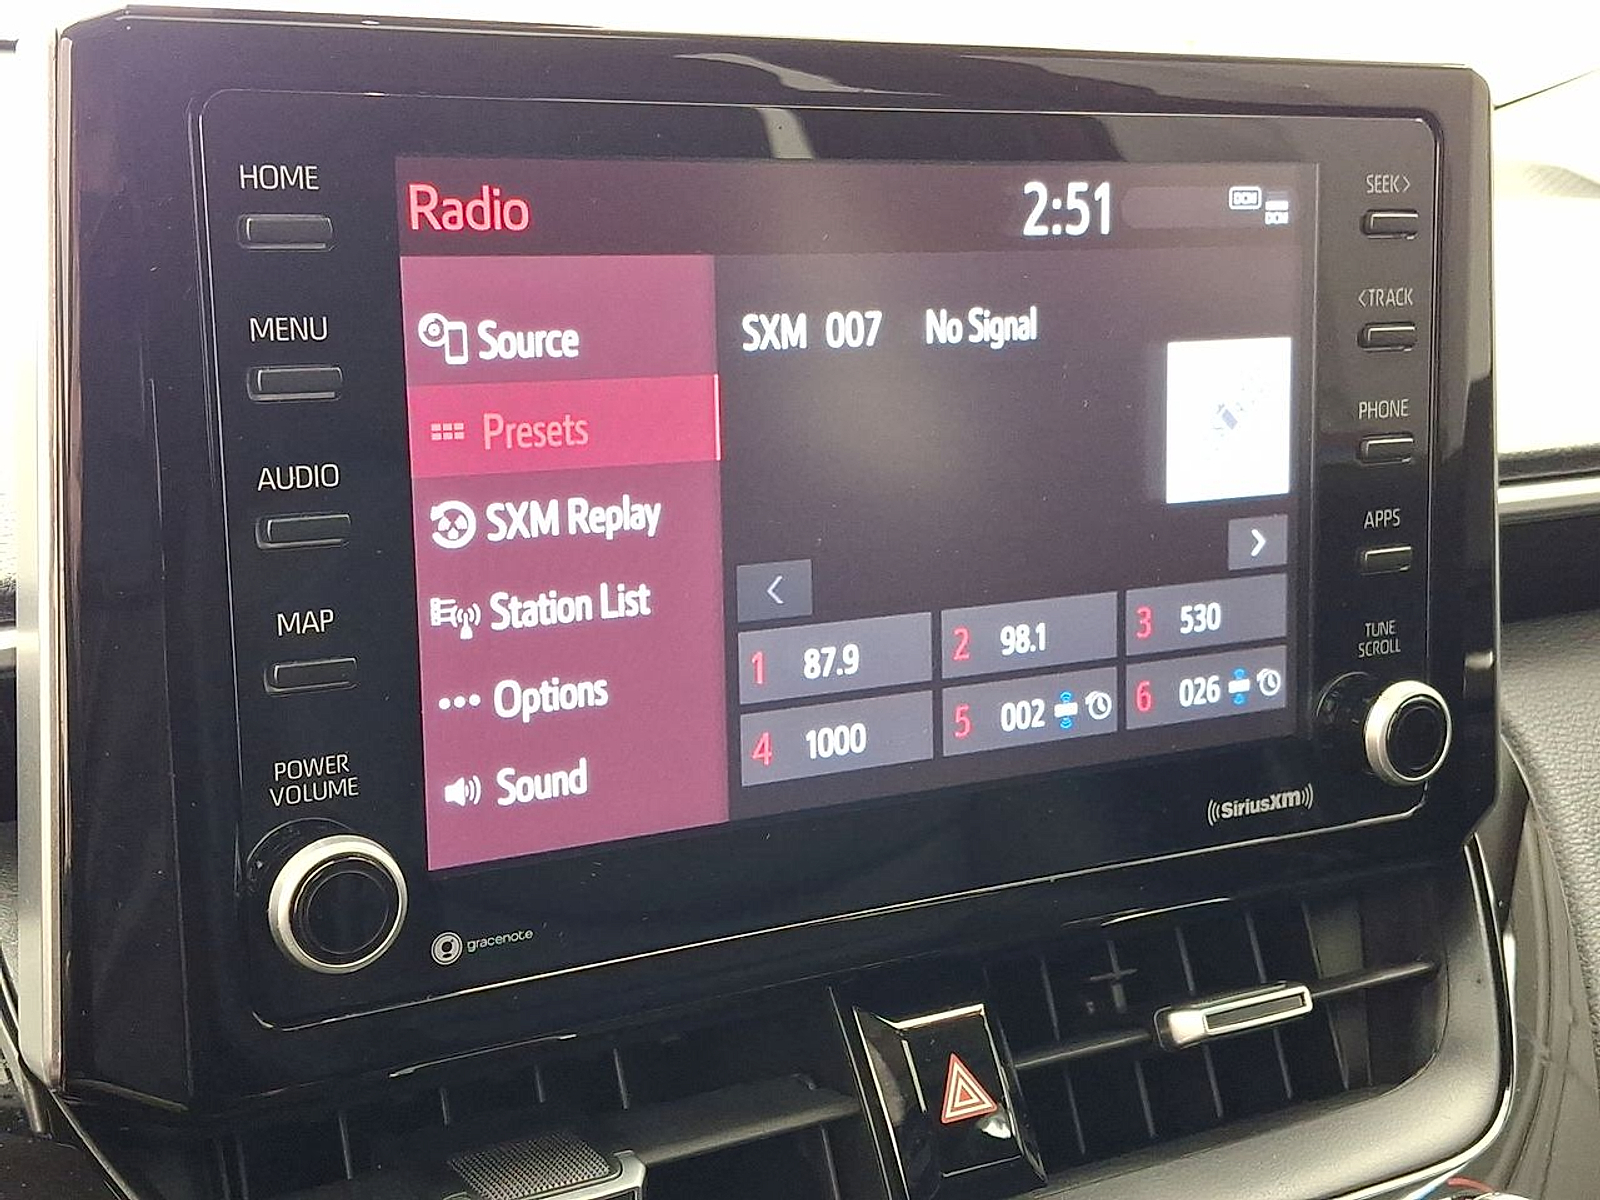 HOME
MENU
AUDIO
MAP
POWER
VOLUME
Radio
2:51
DCM
DCM
Source
Presets
SXM Replay
Station List
Options
Sound
SXM 007 No Signal
<
>
1 87.9
2 98.1
3 530
4 1000
5 002
6 026
SEEK>
<TRACK
PHONE
APPS
TUNE
SCROLL
gracenote
((SiriusXM))